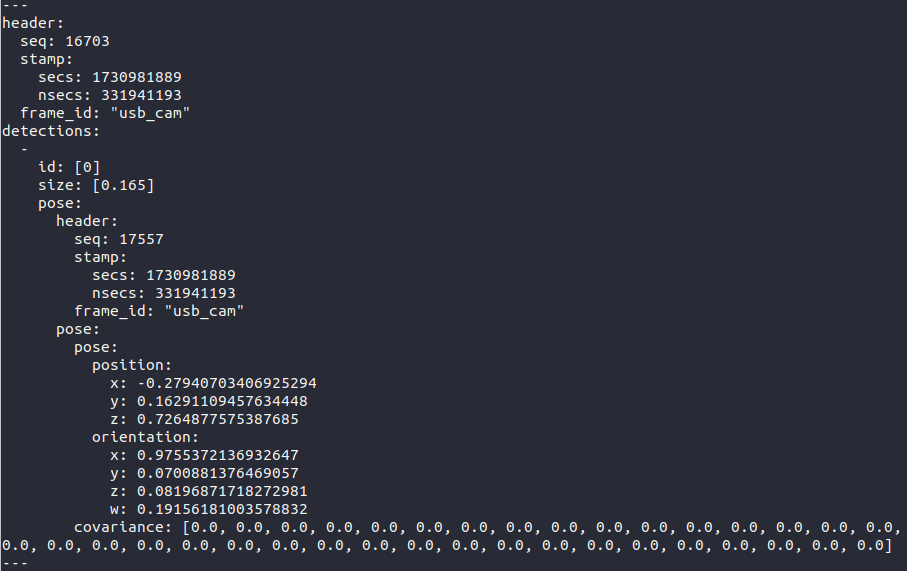 ---
header:
  seq: 16703
  stamp:
    secs: 1730981889
    nsecs: 331941193
  frame_id: "usb_cam"
detections:
  -
    id: [0]
    size: [0.165]
    pose:
      header:
        seq: 17557
        stamp:
          secs: 1730981889
          nsecs: 331941193
        frame_id: "usb_cam"
      pose:
        pose:
          position:
            x: -0.27940703406925294
            y: 0.16291109457634448
            z: 0.7264877575387685
          orientation:
            x: 0.9755372136932647
            y: 0.0700881376469057
            z: 0.08196871718272981
            w: 0.19156181003578832
        covariance: [0.0, 0.0, 0.0, 0.0, 0.0, 0.0, 0.0, 0.0, 0.0, 0.0, 0.0, 0.0, 0.0, 0.0, 0.0, 0.0,
0.0, 0.0, 0.0, 0.0, 0.0, 0.0, 0.0, 0.0, 0.0, 0.0, 0.0, 0.0, 0.0, 0.0, 0.0, 0.0, 0.0, 0.0, 0.0, 0.0]
---